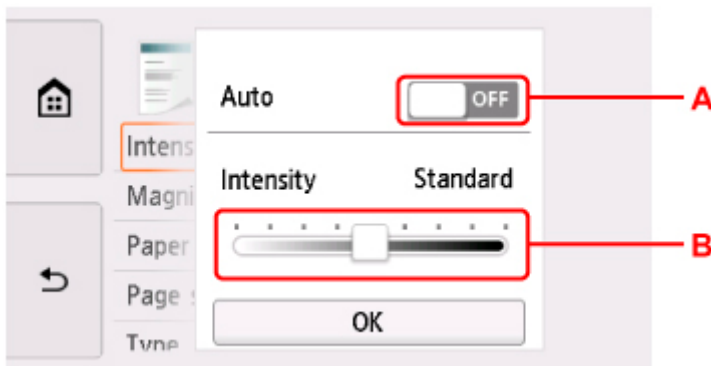 Auto OFF A
Intens
Intensity Standard
Magni
B
Paper
Page
OK
Type